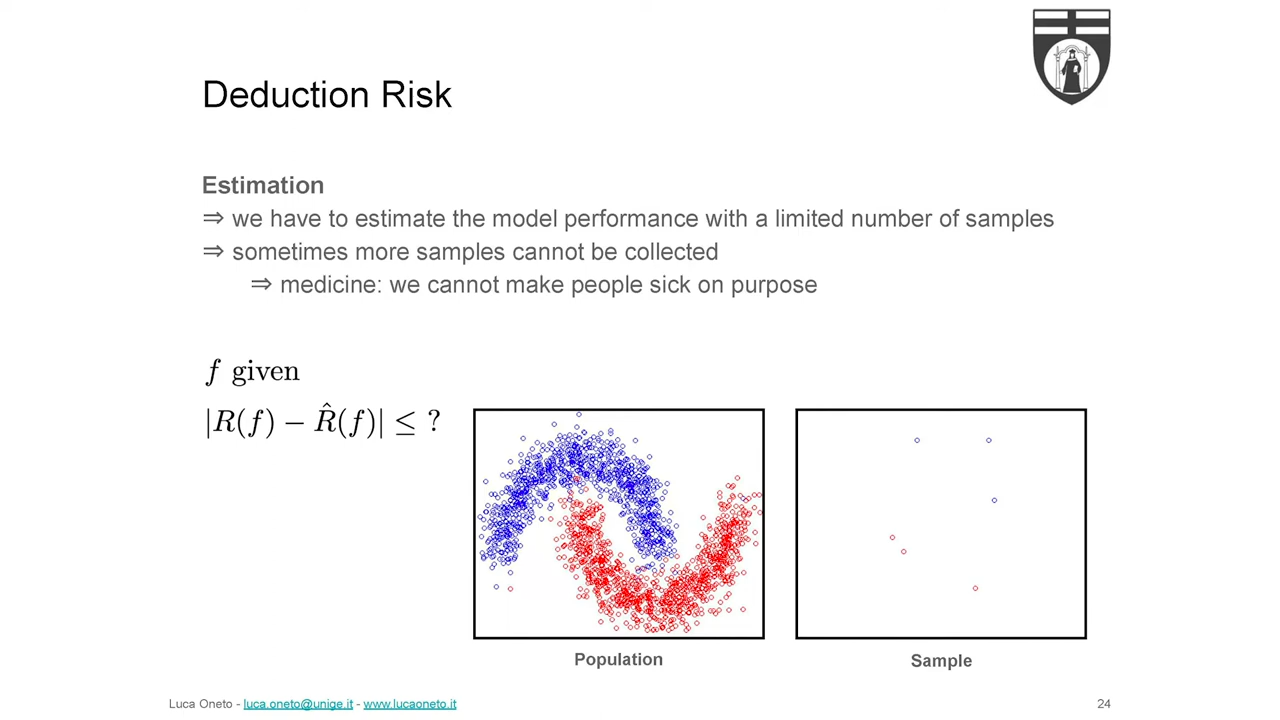 Deduction Risk
Estimation
⇒ we have to estimate the model performance with a limited number of samples
⇒ sometimes more samples cannot be collected
⇒ medicine: we cannot make people sick on purpose
f given
|R(f) − R̂(f)| ≤ ?
Population
Sample
Luca Oneto - luca.oneto@unige.it - www.lucaoneto.it
24